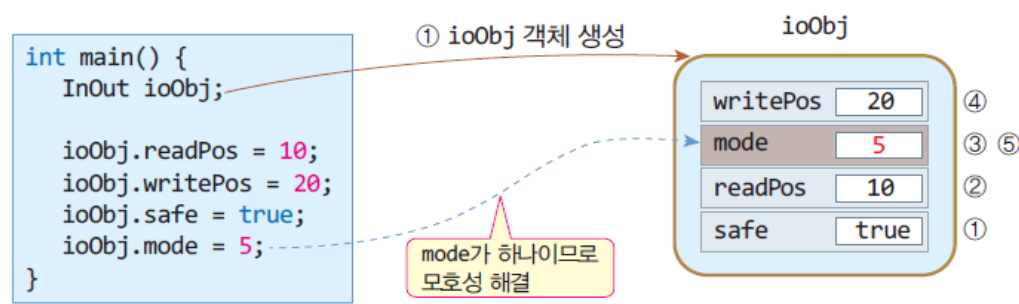 ① ioObj 객체 생성
ioObj
int main() {
InOut ioObj;
ioObj.readPos = 10;
ioObj.writePos = 20;
ioObj.safe = true;
ioObj.mode = 5;
}
mode가 하나이므로
모호성 해결
writePos 20 ④
mode 5 ③ ⑤
readPos 10 ②
safe true ①